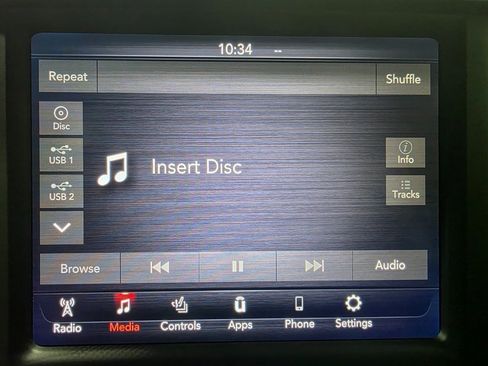 10:34 --
Repeat
Shuffle
Disc
USB 1
Insert Disc
Info
USB 2
Tracks
Browse
Audio
Radio
Media
Controls
Apps
Phone
Settings